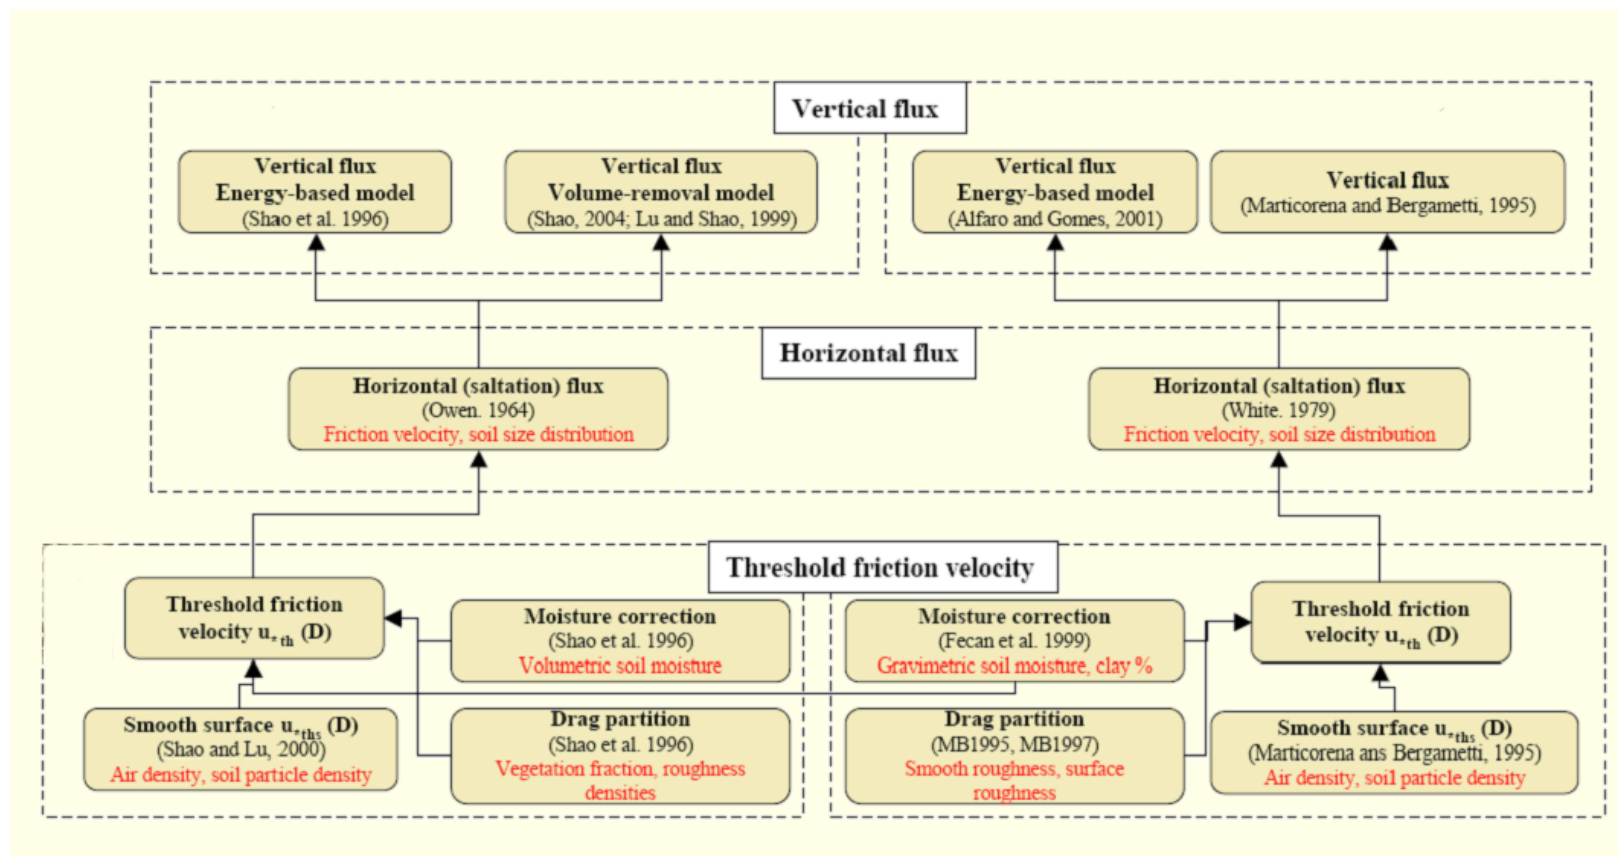 Vertical flux
Vertical flux
Energy-based model
(Shao et al. 1996)
Vertical flux
Volume-removal model
(Shao, 2004; Lu and Shao, 1999)
Vertical flux
Energy-based model
(Alfaro and Gomes, 2001)
Vertical flux
(Marticorena and Bergametti, 1995)
Horizontal flux
Horizontal (saltation) flux
(Owen. 1964)
Friction velocity, soil size distribution
Horizontal (saltation) flux
(White. 1979)
Friction velocity, soil size distribution
Threshold friction velocity
Threshold friction
velocity u*th (D)
Moisture correction
(Shao et al. 1996)
Volumetric soil moisture
Moisture correction
(Fecan et al. 1999)
Gravimetric soil moisture, clay %
Threshold friction
velocity u*th (D)
Smooth surface u*ths (D)
(Shao and Lu, 2000)
Air density, soil particle density
Drag partition
(Shao et al. 1996)
Vegetation fraction, roughness
densities
Drag partition
(MB1995, MB1997)
Smooth roughness, surface
roughness
Smooth surface u*ths (D)
(Marticorena ans Bergametti, 1995)
Air density, soil particle density